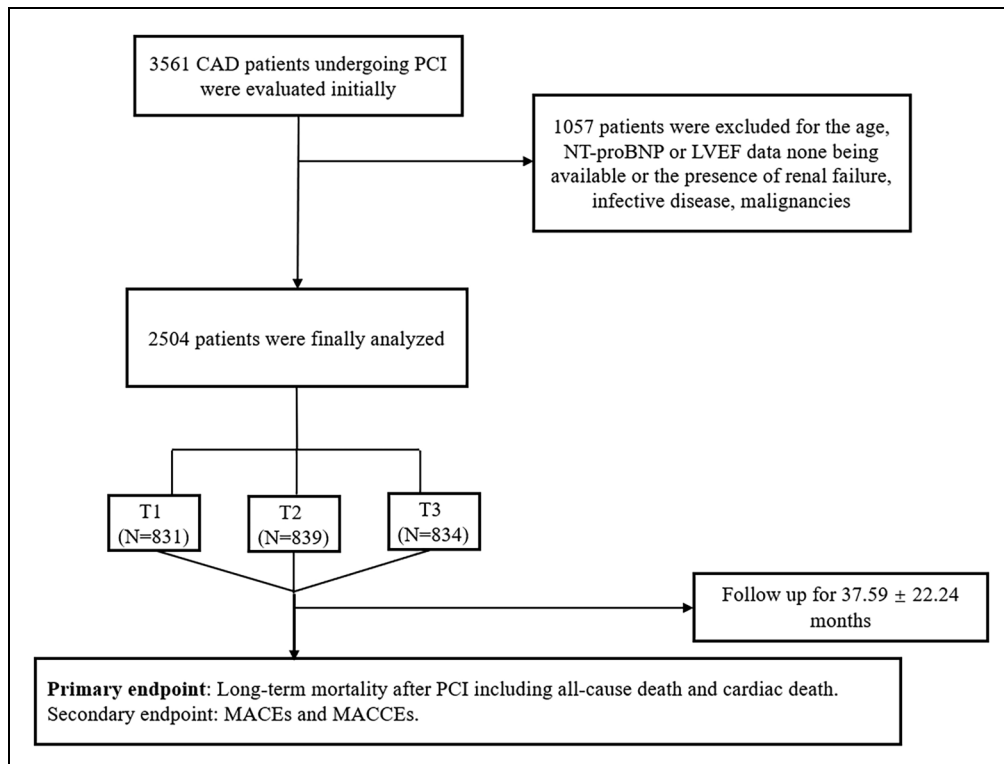 3561 CAD patients undergoing PCI
were evaluated initially
1057 patients were excluded for the age,
NT-proBNP or LVEF data none being
available or the presence of renal failure,
infective disease, malignancies
2504 patients were finally analyzed
T1
(N=831)
T2
(N=839)
T3
(N=834)
Follow up for 37.59 ± 22.24
months
Primary endpoint: Long-term mortality after PCI including all-cause death and cardiac death.
Secondary endpoint: MACEs and MACCEs.